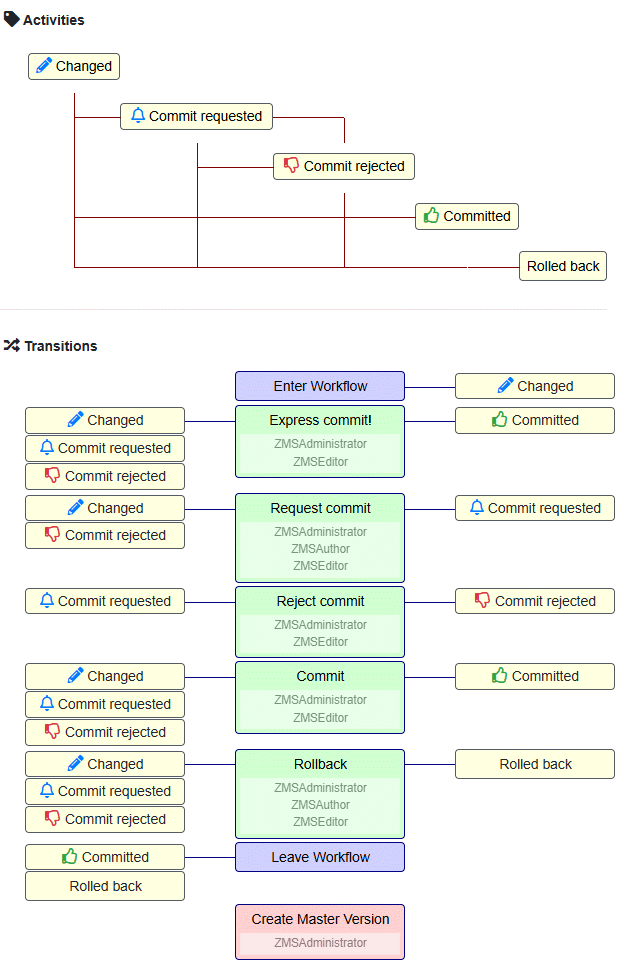 Activities
Changed
Commit requested
Commit rejected
Committed
Rolled back
Transitions
Enter Workflow
Changed
Changed
Commit requested
Commit rejected
Express commit!
ZMSAdministrator
ZMSEditor
Committed
Changed
Commit rejected
Request commit
ZMSAdministrator
ZMSAuthor
ZMSEditor
Commit requested
Commit requested
Reject commit
ZMSAdministrator
ZMSEditor
Commit rejected
Changed
Commit requested
Commit rejected
Commit
ZMSAdministrator
ZMSEditor
Committed
Changed
Commit requested
Commit rejected
Rollback
ZMSAdministrator
ZMSAuthor
ZMSEditor
Rolled back
Committed
Rolled back
Leave Workflow
Create Master Version
ZMSAdministrator